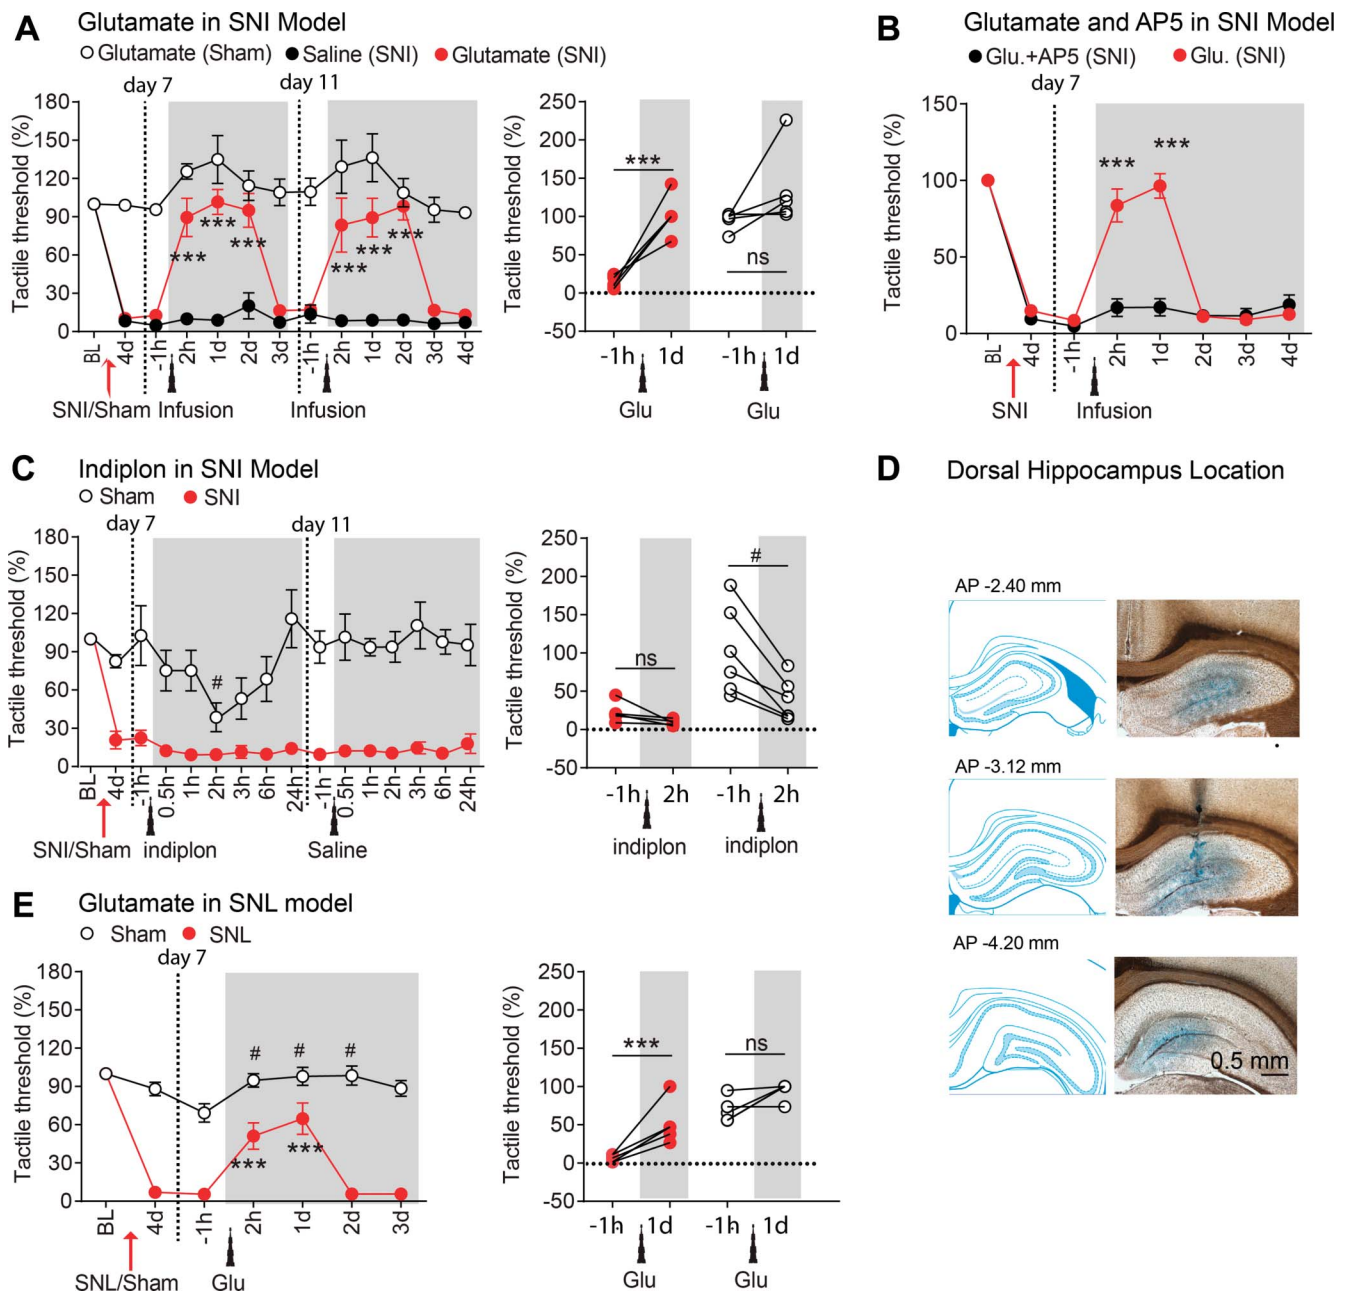 A Glutamate in SNI Model
Glutamate (Sham) Saline (SNI) Glutamate (SNI)
day 7 day 11
Tactile threshold (%)
180
150
120
90
60
30
0
*** *** *** *** *** ***
BL 4d -1h 2h 1d 2d 3d -1h 2h 1d 2d 3d 4d
SNI/Sham Infusion Infusion
Tactile threshold (%)
250
200
150
100
50
0
-50
*** ns
-1h 1d -1h 1d
Glu Glu
B Glutamate and AP5 in SNI Model
Glu.+AP5 (SNI) Glu. (SNI)
day 7
Tactile threshold (%)
150
100
50
0
*** ***
BL 4d -1h 2h 1d 2d 3d 4d
SNI Infusion
C Indiplon in SNI Model
Sham SNI
day 7 day 11
Tactile threshold (%)
180
150
120
90
60
30
0
#
BL 4d -1h 0.5h 1h 2h 3h 6h 24h -1h 0.5h 1h 2h 3h 6h 24h
SNI/Sham indiplon Saline
Tactile threshold (%)
250
200
150
100
50
0
-50
ns #
-1h 2h -1h 2h
indiplon indiplon
D Dorsal Hippocampus Location
AP -2.40 mm
AP -3.12 mm
AP -4.20 mm
0.5 mm
E Glutamate in SNL model
Sham SNL
day 7
Tactile threshold (%)
180
150
120
90
60
30
0
# # #
*** ***
BL 4d -1h 2h 1d 2d 3d
SNL/Sham Glu
Tactile threshold (%)
250
200
150
100
50
0
-50
*** ns
-1h 1d -1h 1d
Glu Glu